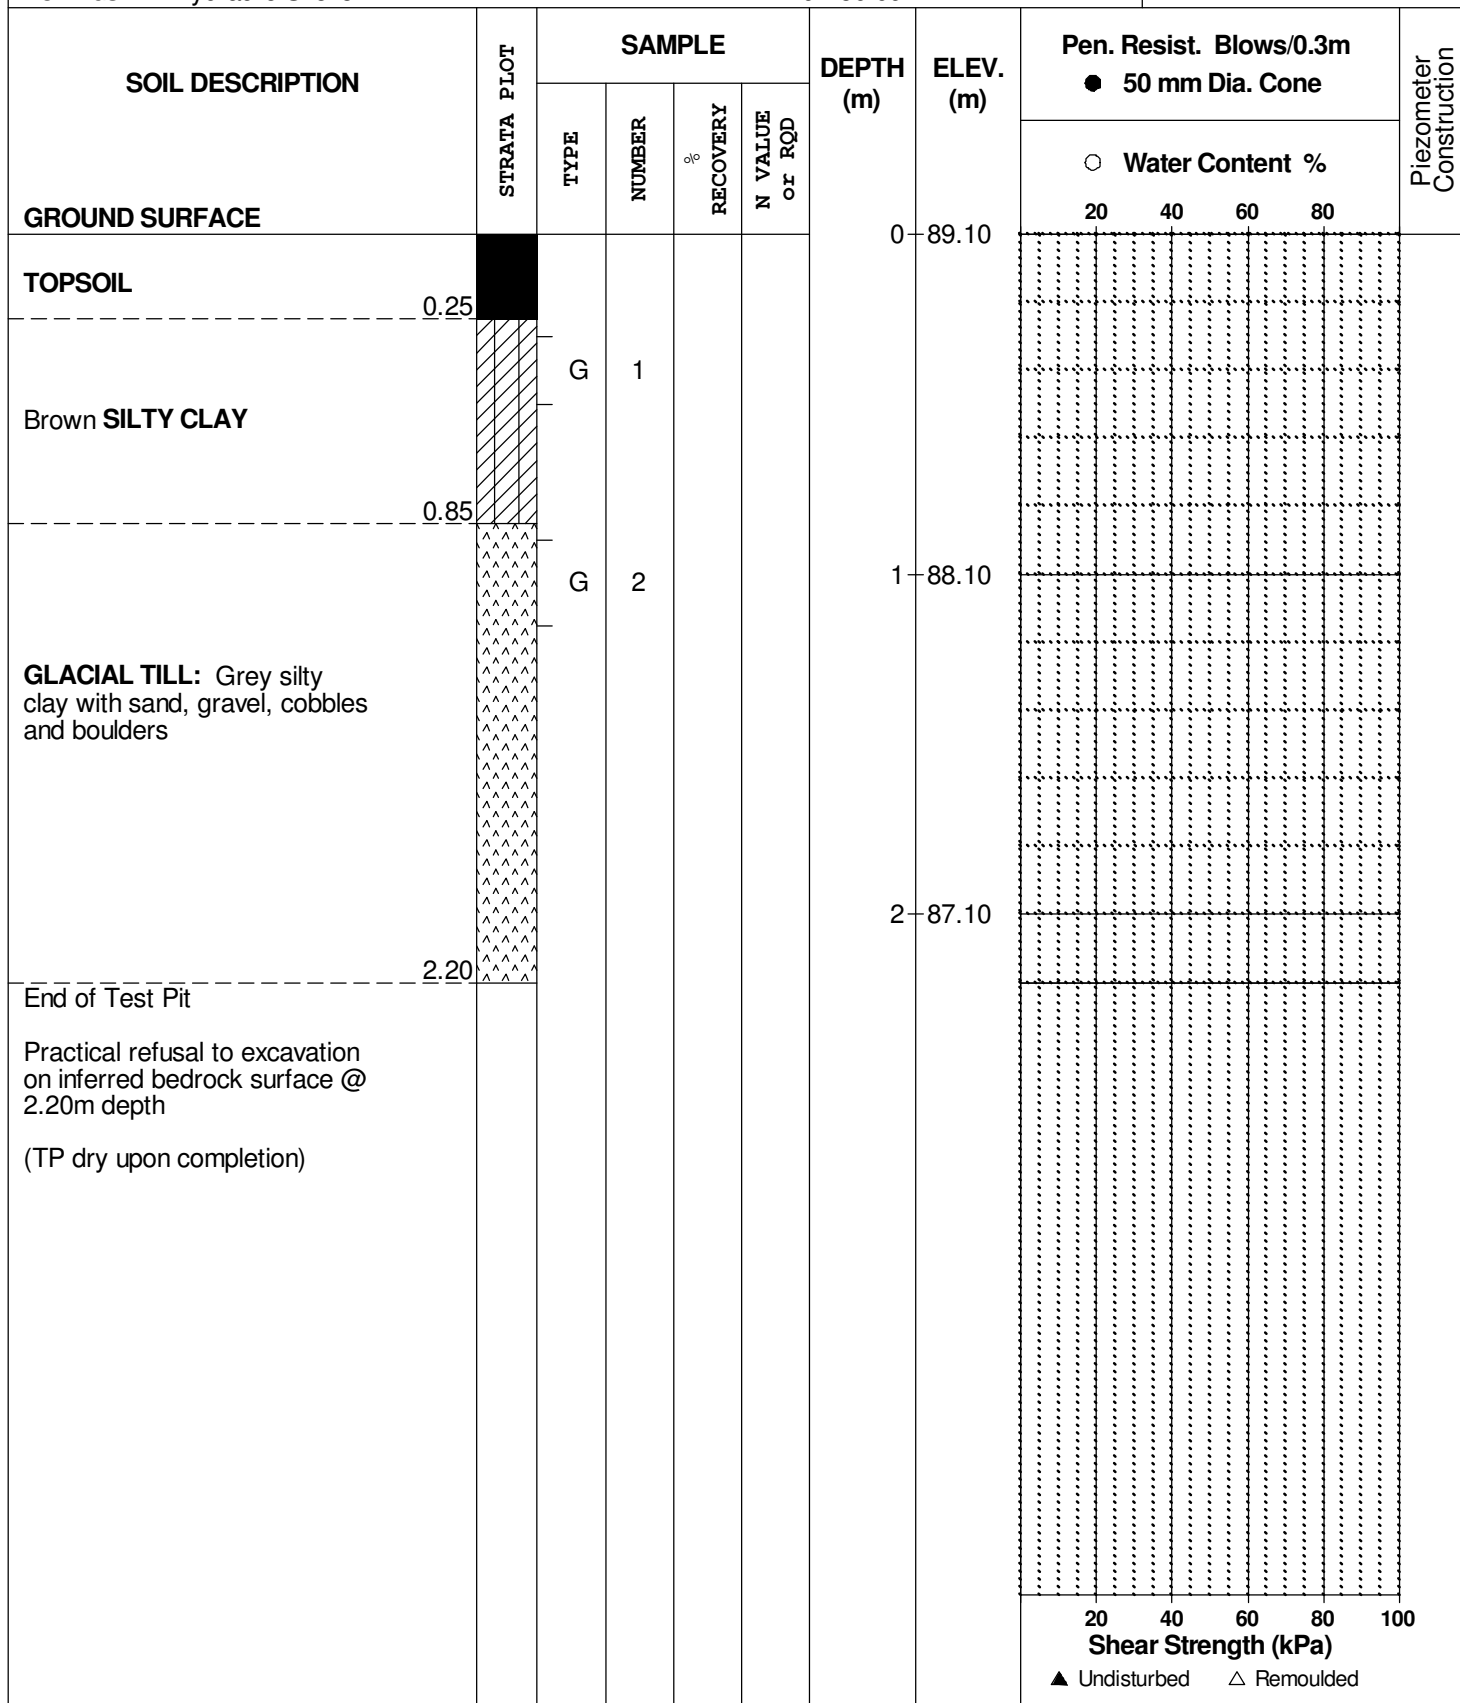 SOIL DESCRIPTION
GROUND SURFACE
STRATA PLOT
SAMPLE
TYPE
NUMBER
%
RECOVERY
N VALUE
or RQD
DEPTH
(m)
ELEV.
(m)
Pen. Resist. Blows/0.3m
● 50 mm Dia. Cone
○ Water Content %
20 40 60 80
Piezometer
Construction
0 89.10
TOPSOIL
0.25
G 1
Brown SILTY CLAY
0.85
G 2
1 88.10
GLACIAL TILL: Grey silty
clay with sand, gravel, cobbles
and boulders
2 87.10
2.20
End of Test Pit
Practical refusal to excavation
on inferred bedrock surface @
2.20m depth
(TP dry upon completion)
20 40 60 80 100
Shear Strength (kPa)
▲ Undisturbed △ Remoulded